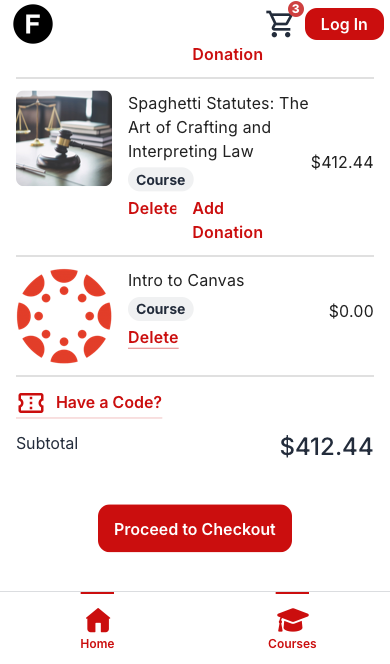 F
3
Log In
Donation
Spaghetti Statutes: The
Art of Crafting and
Interpreting Law
$412.44
Course
Delete Add
Donation
Intro to Canvas
Course
$0.00
Delete
Have a Code?
Subtotal
$412.44
Proceed to Checkout
Home
Courses